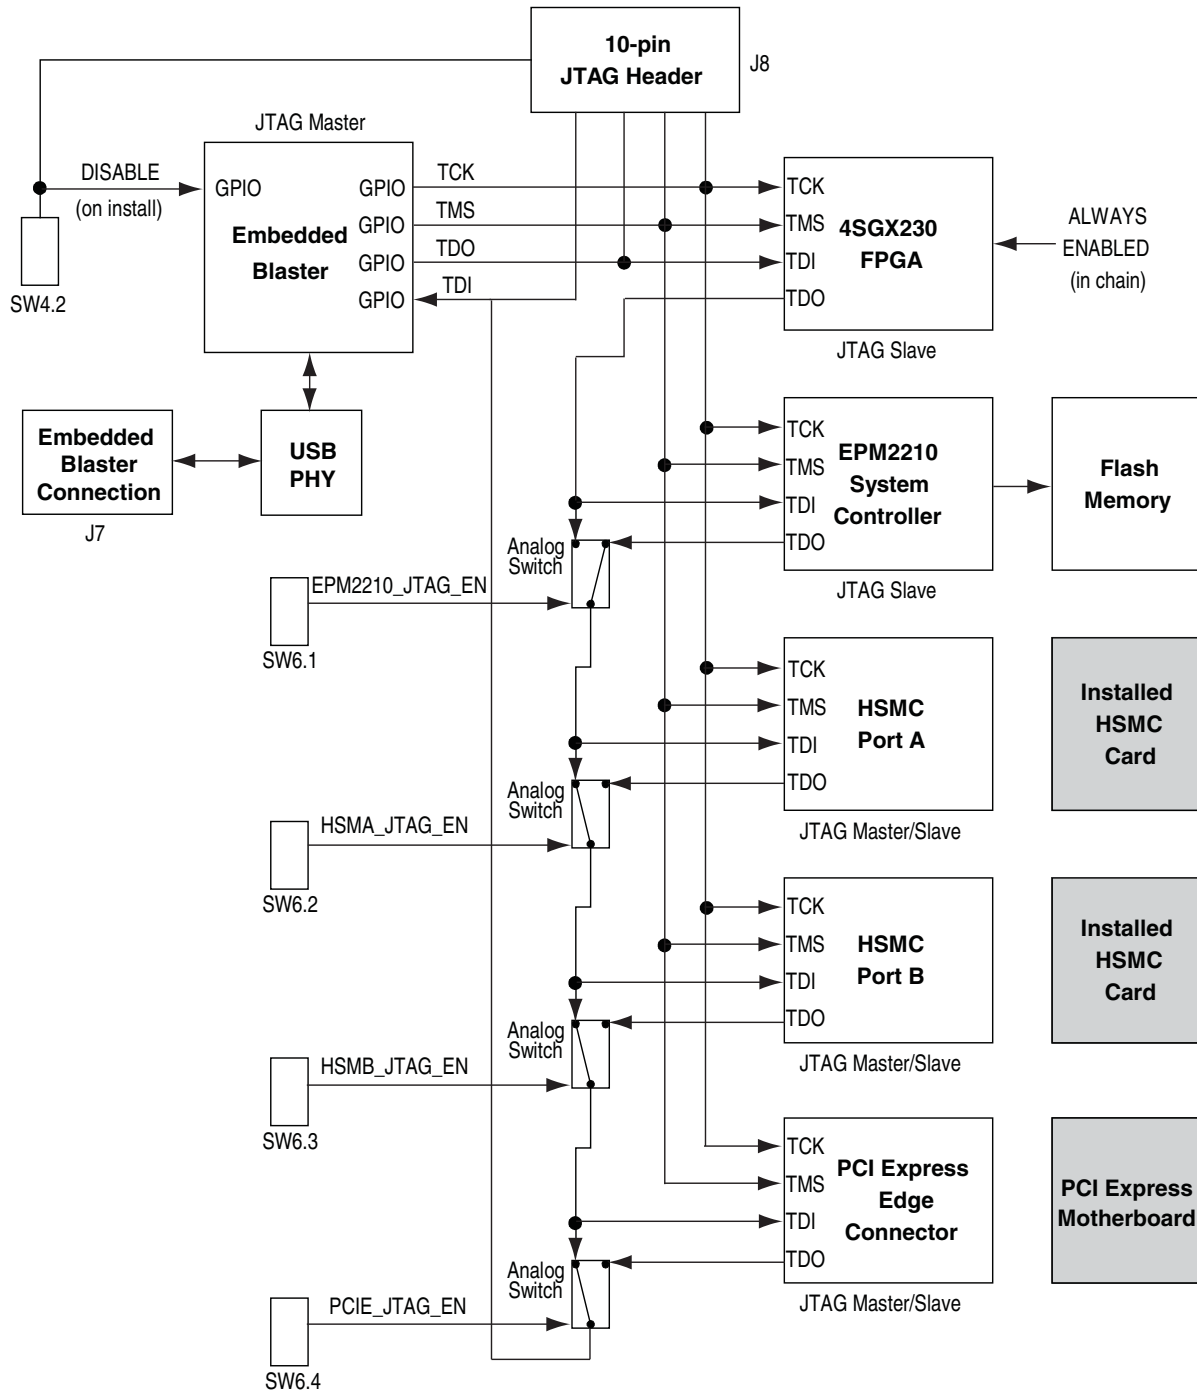 10-pin
JTAG Header
J8
JTAG Master
DISABLE
(on install)
GPIO
GPIO
GPIO
GPIO
GPIO
Embedded
Blaster
TCK
TMS
TDO
TDI
SW4.2
TCK
TMS
TDI
TDO
4SGX230
FPGA
JTAG Slave
ALWAYS
ENABLED
(in chain)
Embedded
Blaster
Connection
J7
USB
PHY
TCK
TMS
TDI
TDO
EPM2210
System
Controller
JTAG Slave
Flash
Memory
Analog
Switch
EPM2210_JTAG_EN
SW6.1
TCK
TMS
TDI
TDO
HSMC
Port A
JTAG Master/Slave
Installed
HSMC
Card
Analog
Switch
HSMA_JTAG_EN
SW6.2
TCK
TMS
TDI
TDO
HSMC
Port B
JTAG Master/Slave
Installed
HSMC
Card
Analog
Switch
HSMB_JTAG_EN
SW6.3
TCK
TMS
TDI
TDO
PCI Express
Edge
Connector
JTAG Master/Slave
PCI Express
Motherboard
Analog
Switch
PCIE_JTAG_EN
SW6.4